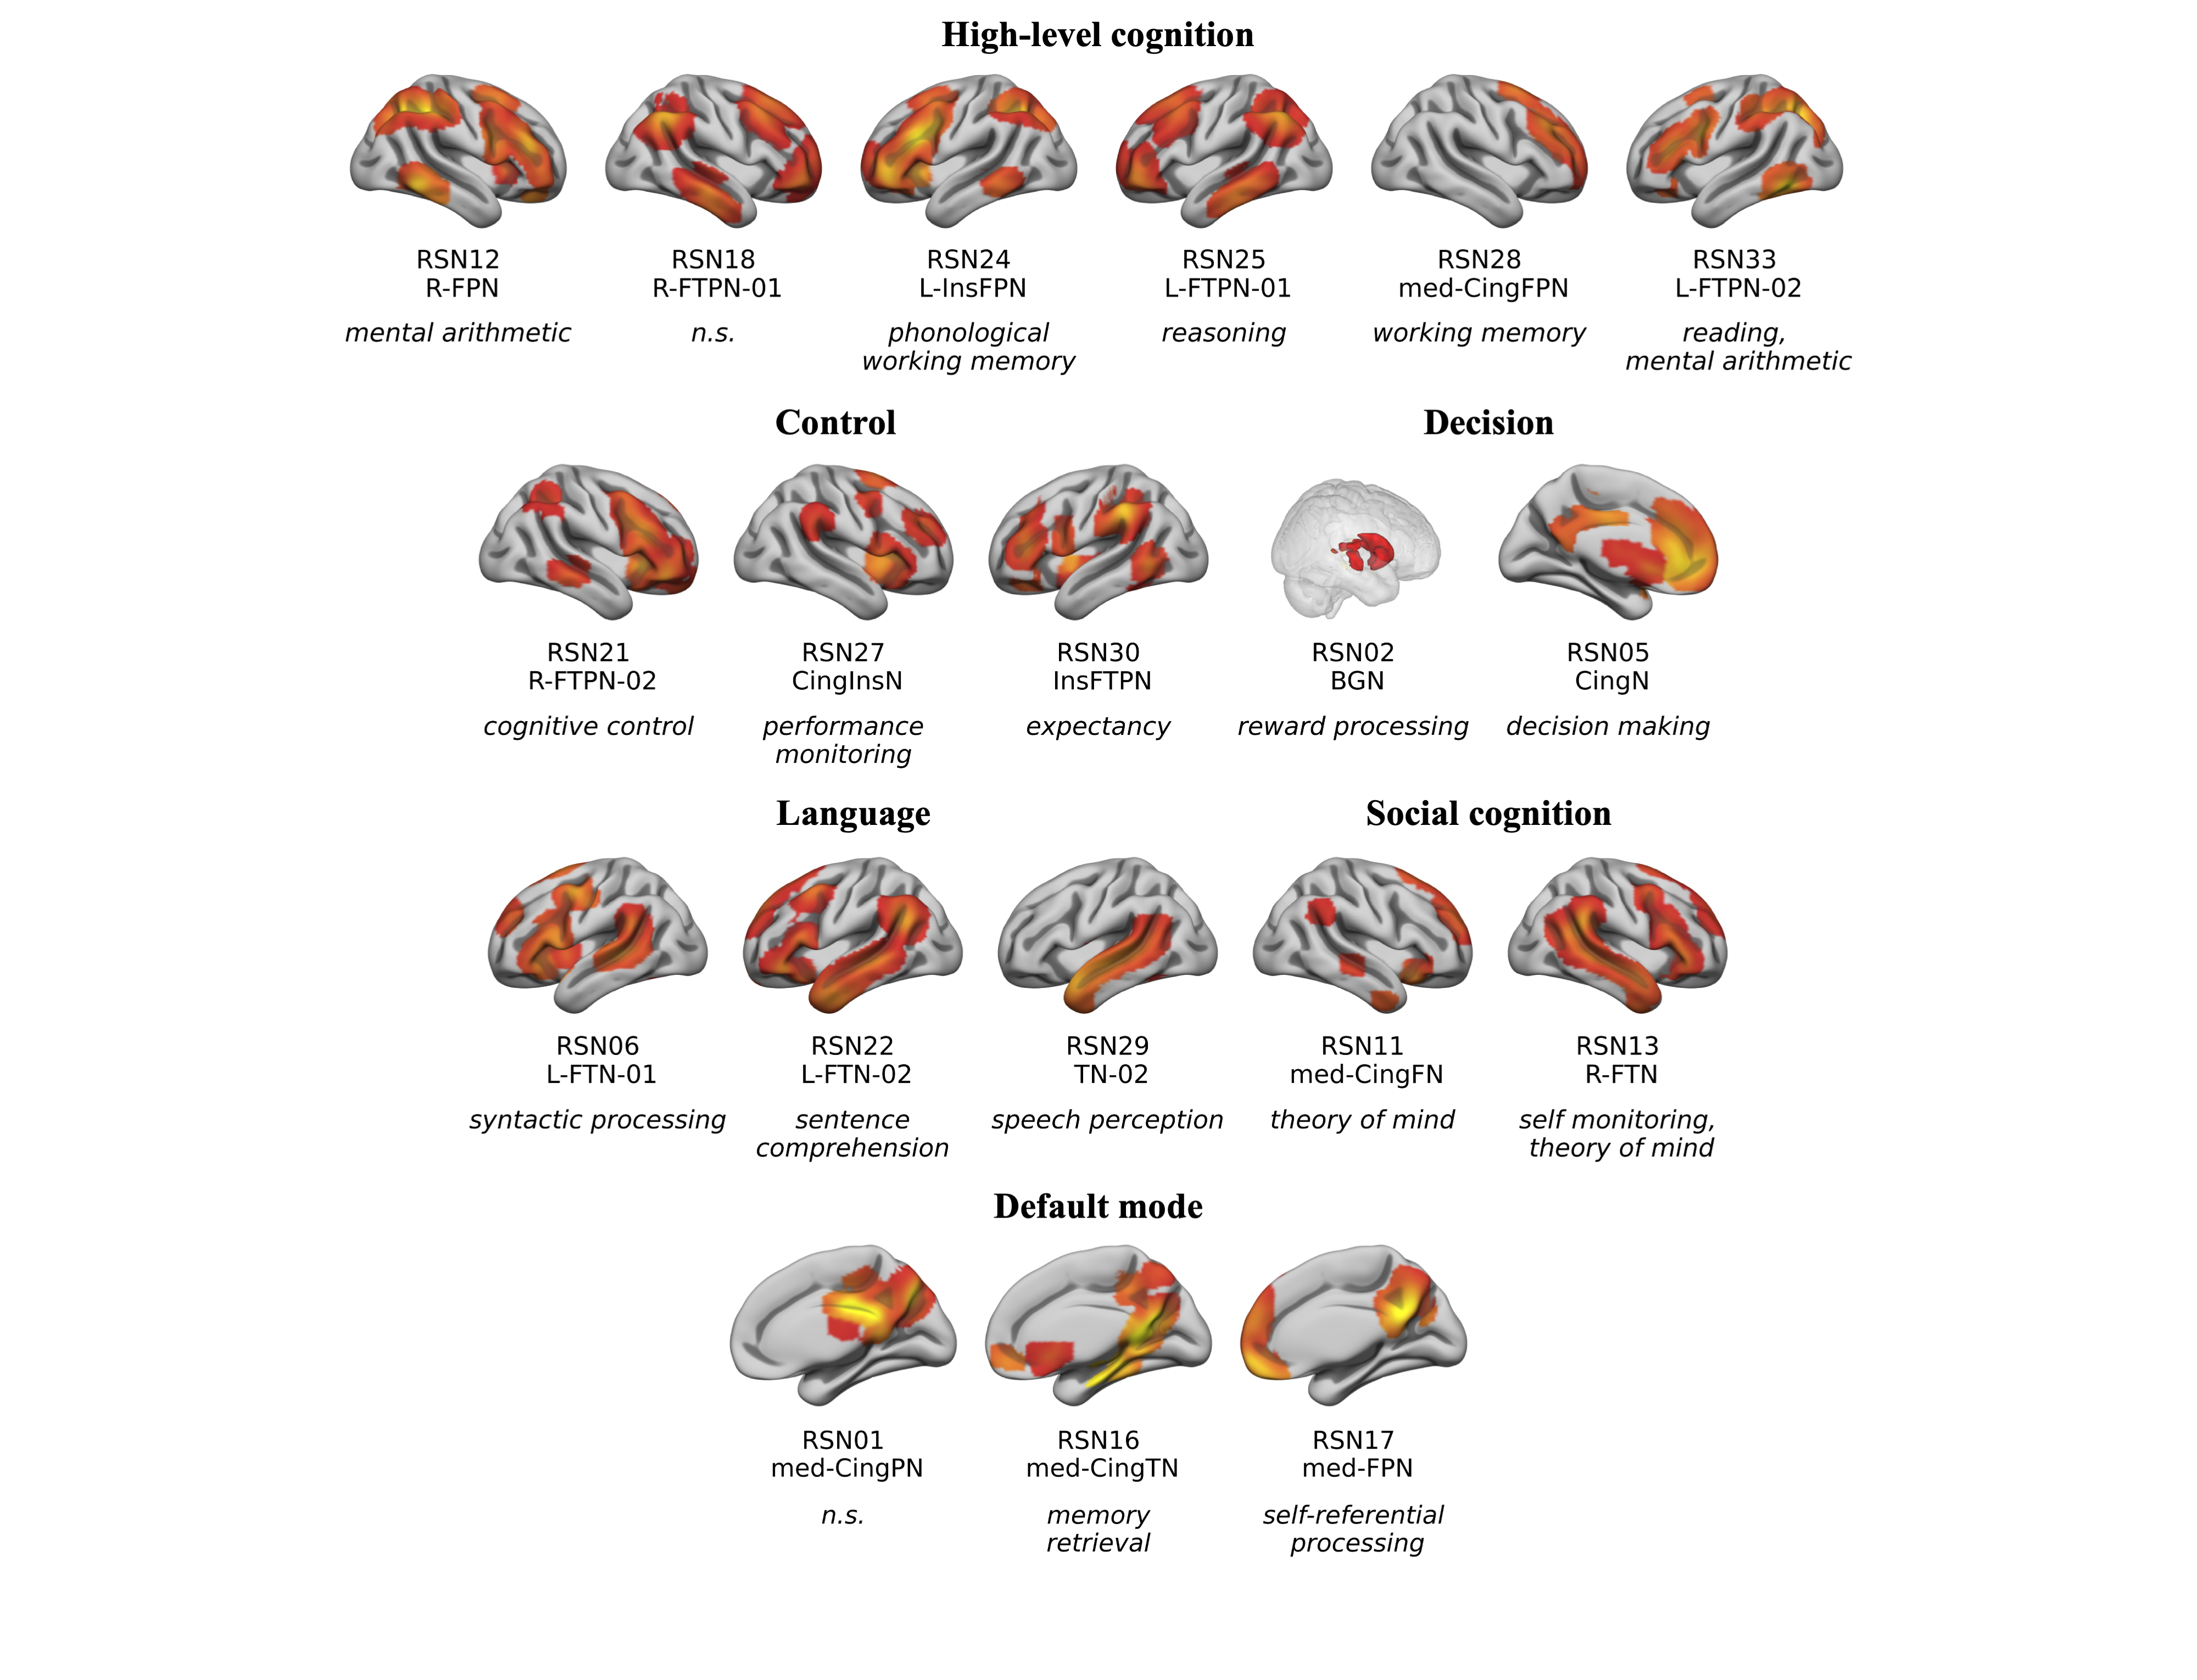 High-level cognition
RSN12 RSN18 RSN24 RSN25 RSN28 RSN33
R-FPN R-FTPN-01 L-InsFPN L-FTPN-01 med-CingFPN L-FTPN-02
mental arithmetic n.s. phonological reasoning working memory reading,
working memory mental arithmetic
Control Decision
RSN21 RSN27 RSN30 RSN02 RSN05
R-FTPN-02 CingInsN InsFTPN BGN CingN
cognitive control performance expectancy reward processing decision making
monitoring
Language Social cognition
RSN06 RSN22 RSN29 RSN11 RSN13
L-FTN-01 L-FTN-02 TN-02 med-CingFN R-FTN
syntactic processing sentence speech perception theory of mind self monitoring,
comprehension theory of mind
Default mode
RSN01 RSN16 RSN17
med-CingPN med-CingTN med-FPN
n.s. memory self-referential
retrieval processing